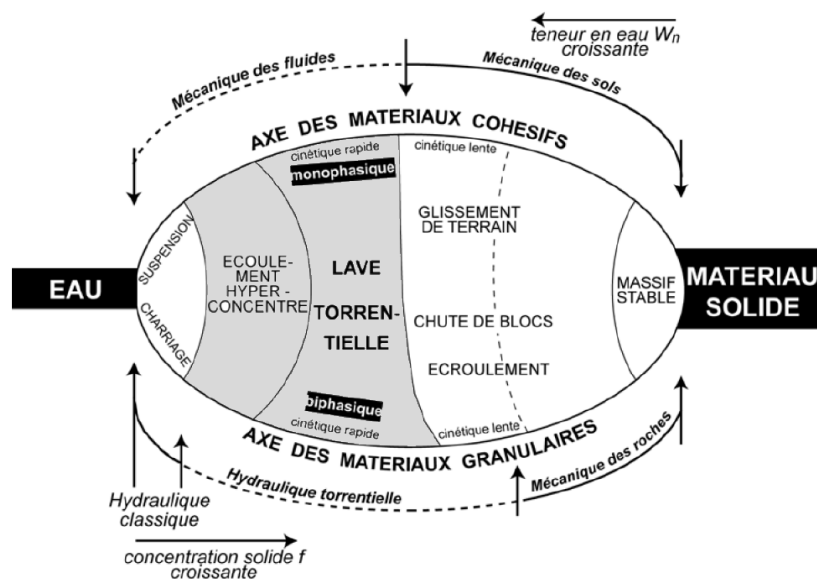 teneur en eau Wn
croissante
Mécanique des fluides
Mécanique des sols
AXE DES MATERIAUX COHESIFS
cinétique rapide
cinétique lente
monophasique
GLISSEMENT
DE TERRAIN
SUSPENSION
ECOULE-
MENT
HYPER-
CONCENTRE
LAVE
TORREN-
TIELLE
EAU
MASSIF
STABLE
MATERIAU
SOLIDE
CHARRIAGE
CHUTE DE BLOCS
ECROULEMENT
biphasique
cinétique rapide
cinétique lente
AXE DES MATERIAUX GRANULAIRES
Mécanique des roches
Hydraulique torrentielle
Hydraulique
classique
concentration solide f
croissante